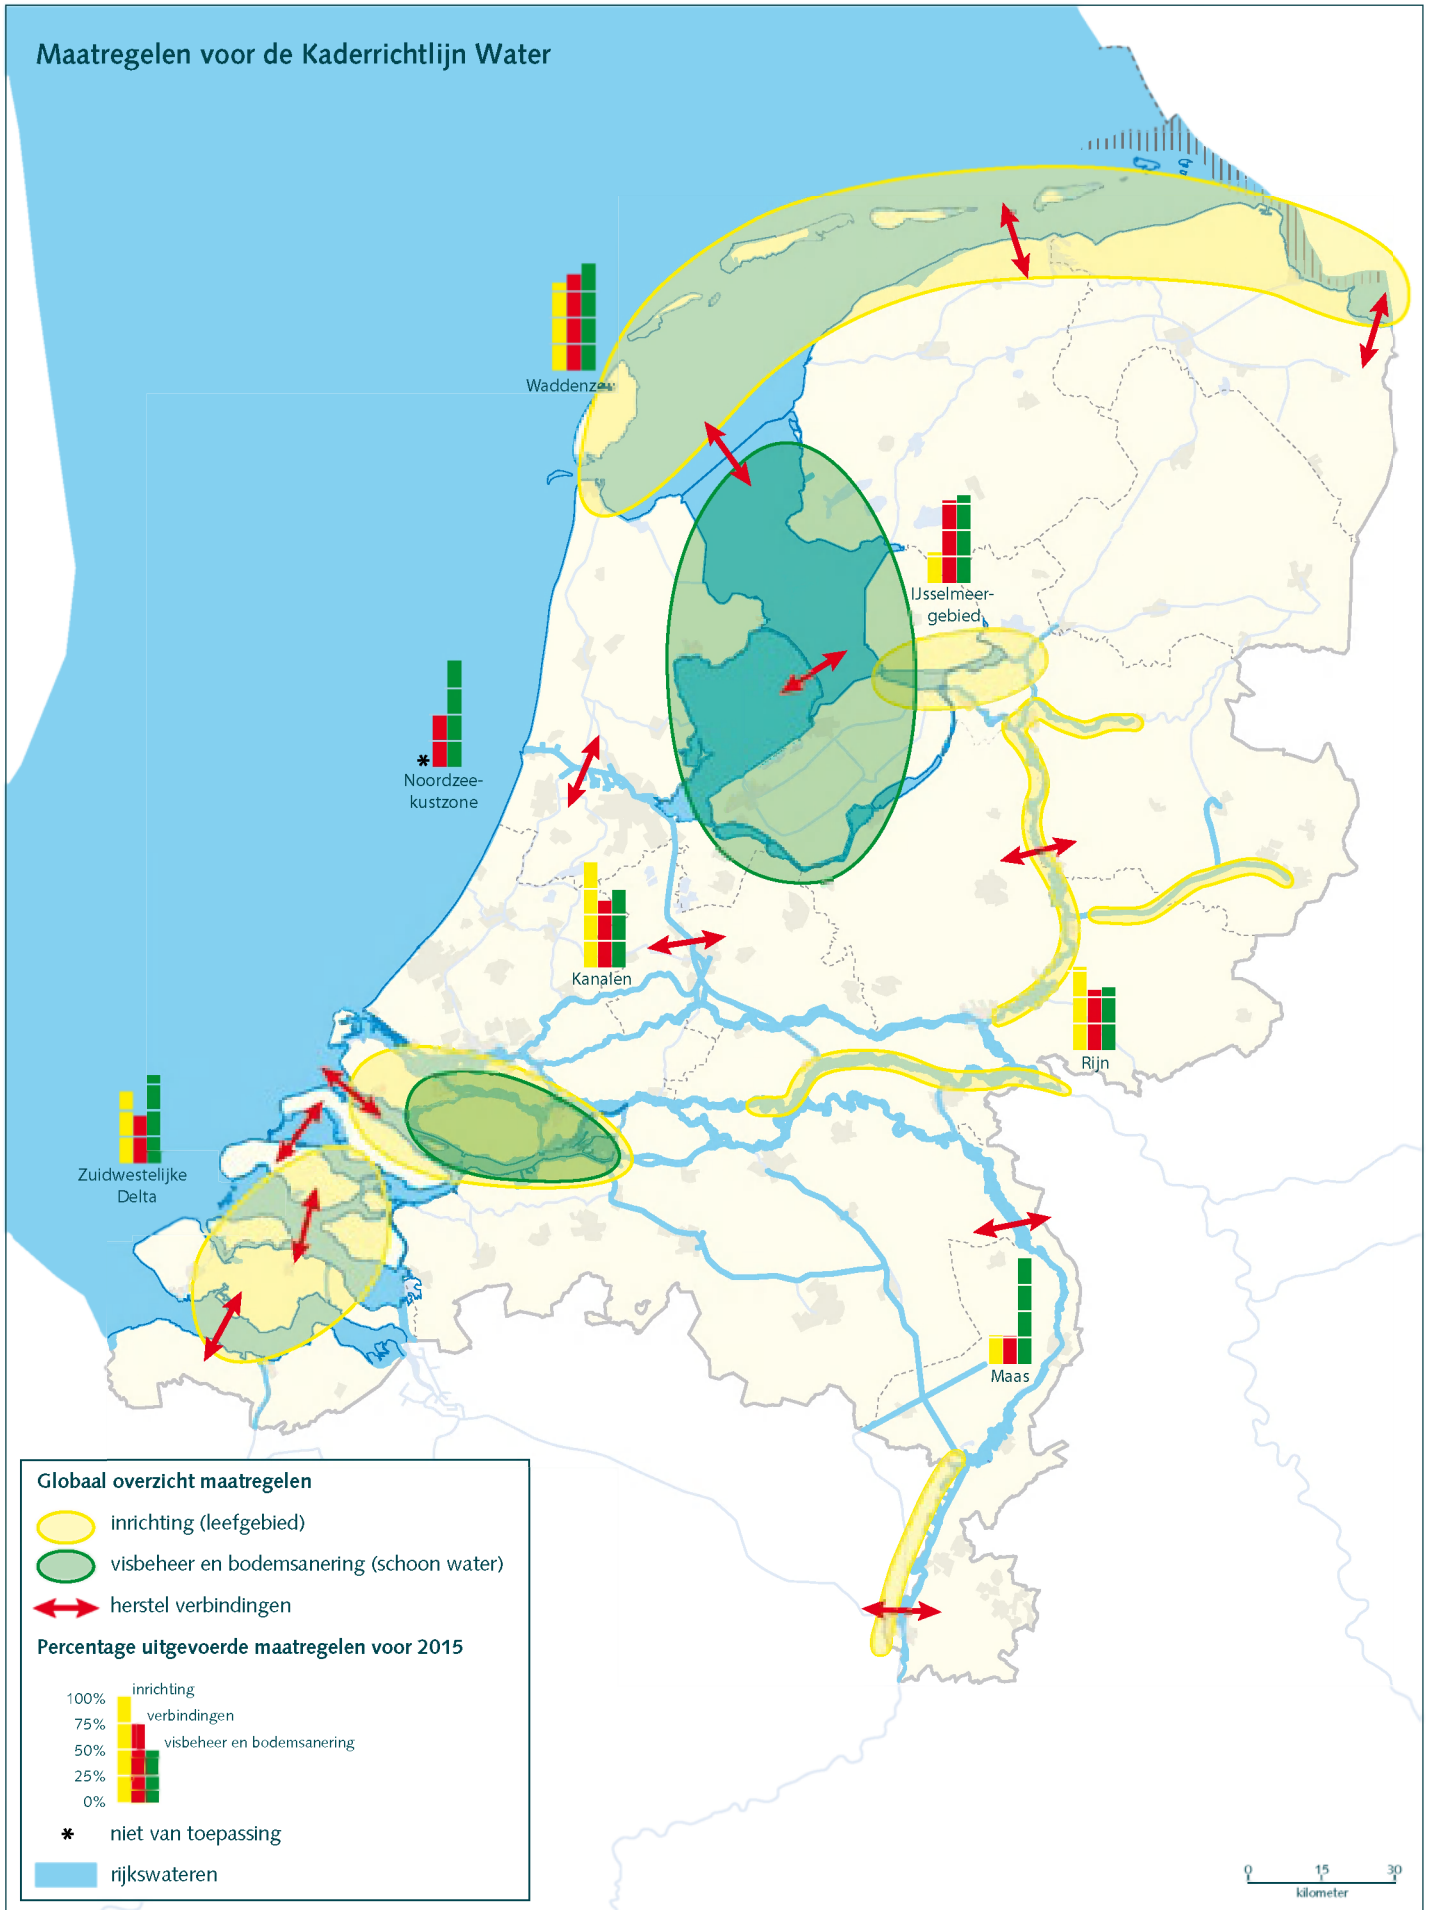 Maatregelen voor de Kaderrichtlijn Water
Waddenzee
IJsselmeer-
gebied
*
Noordzee-
kustzone
Kanalen
Rijn
Zuidwestelijke
Delta
Maas
Globaal overzicht maatregelen
inrichting (leefgebied)
visbeheer en bodemsanering (schoon water)
herstel verbindingen
Percentage uitgevoerde maatregelen voor 2015
inrichting
100%
verbindingen
75%
visbeheer en bodemsanering
50%
25%
0%
* niet van toepassing
rijkswateren
0 15 30
kilometer